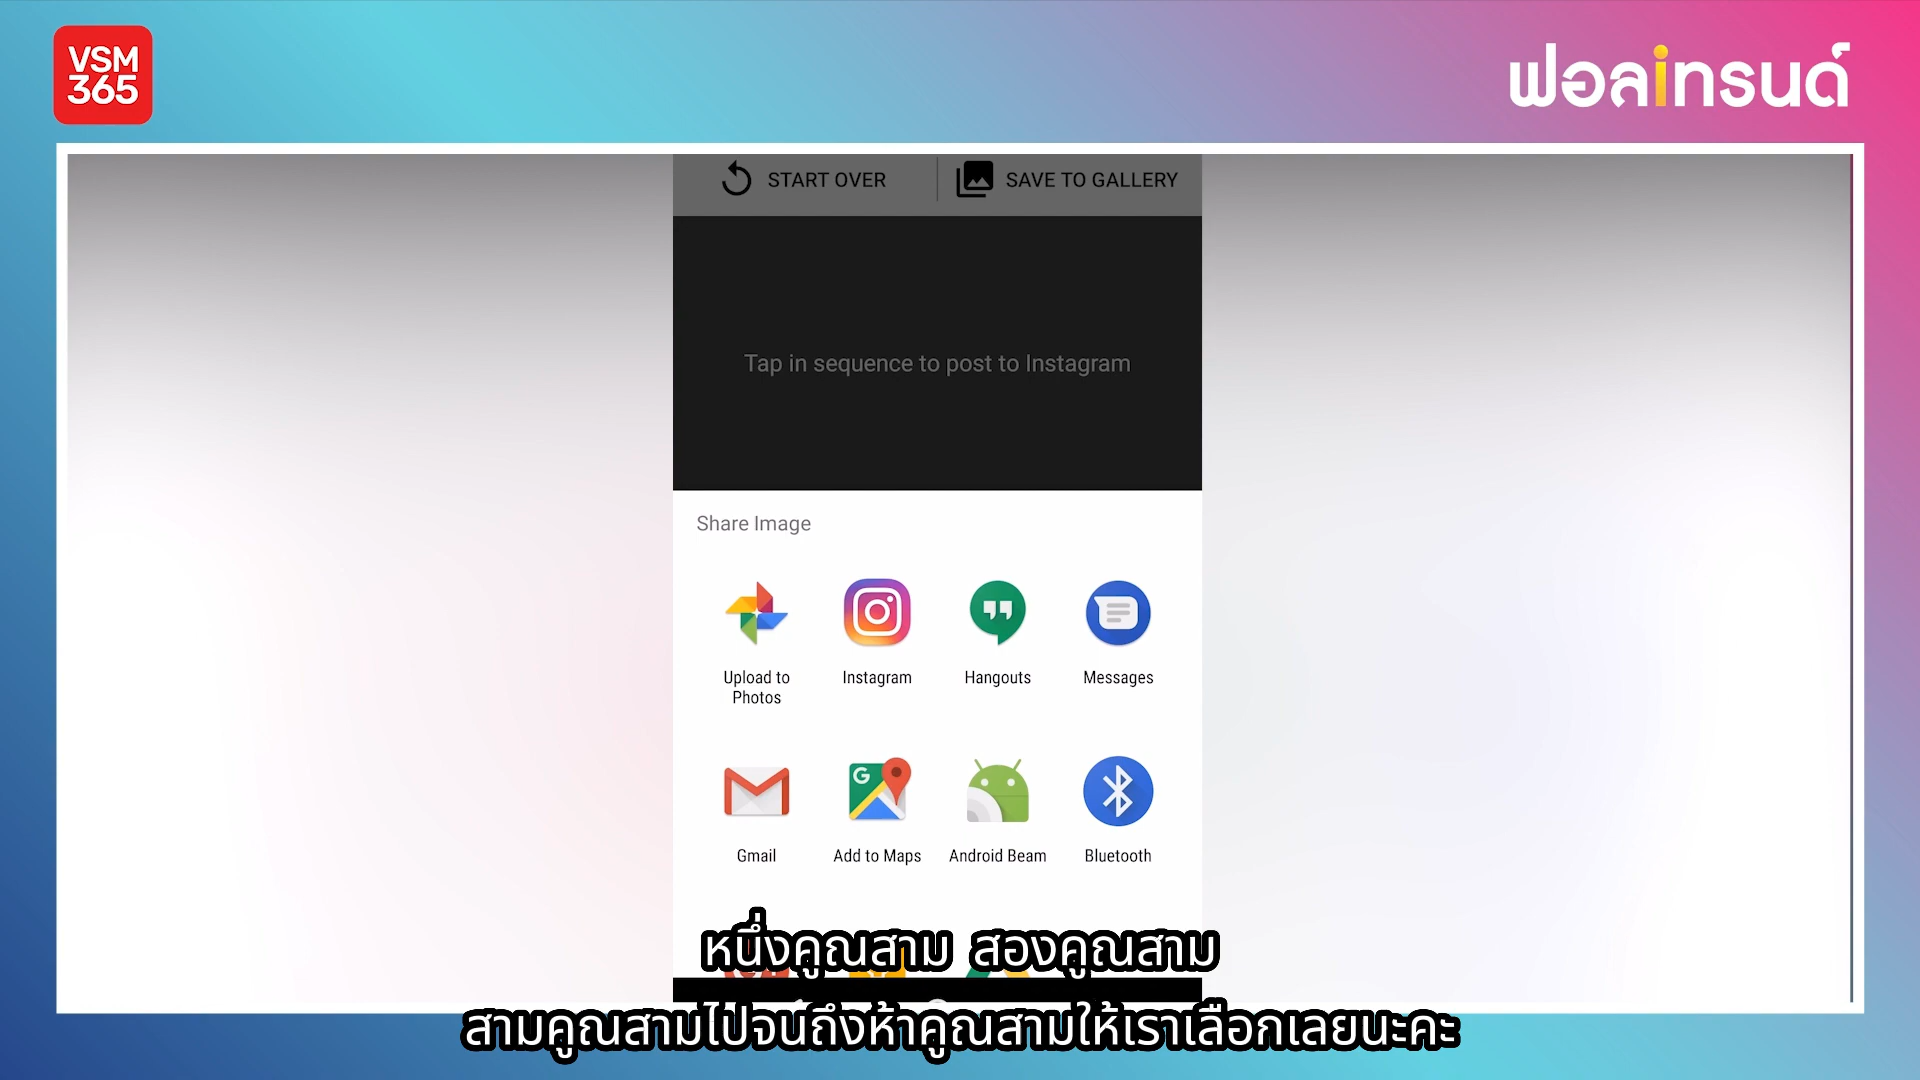 VSM
365
ฟอลเทรนด์
START OVER
SAVE TO GALLERY
Tap in sequence to post to Instagram
Share Image
Upload to Photos
Instagram
Hangouts
Messages
Gmail
Add to Maps
Android Beam
Bluetooth
หนึ่งคูณสาม สองคูณสาม
สามคูณสามไปจนถึงห้าคูณสามให้เราเลือกเลยนะคะ